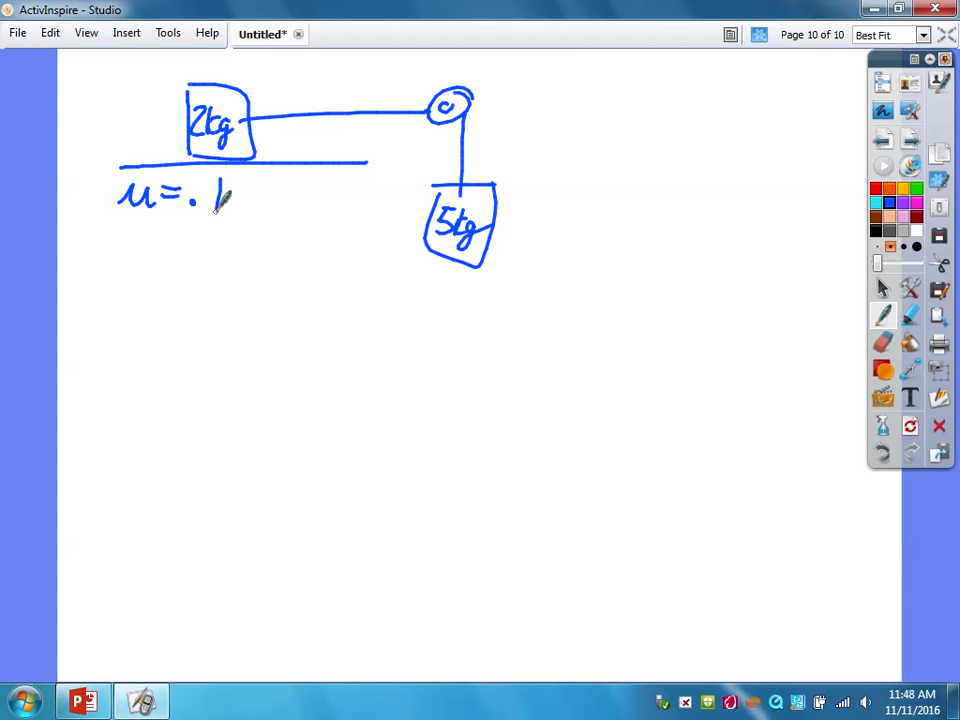 ActivInspire - Studio
File Edit View Insert Tools Help Untitled* Page 10 of 10 Best Fit
2kg
μ = . 1
5kg
11:48 AM
11/11/2016